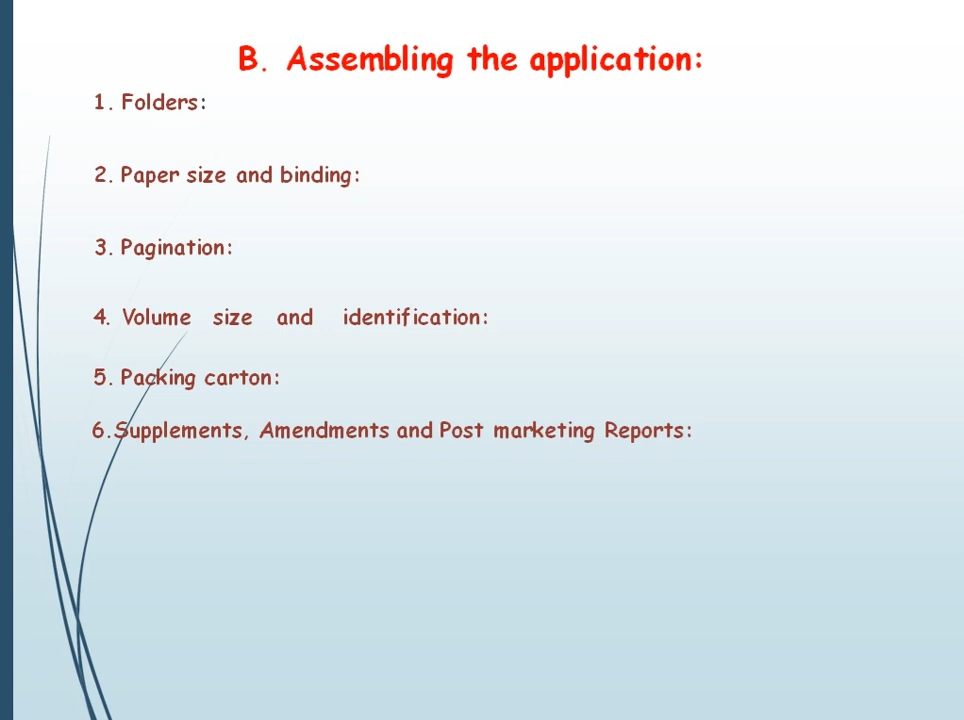 B. Assembling the application:
1. Folders:
2. Paper size and binding:
3. Pagination:
4. Volume size and identification:
5. Packing carton:
6.Supplements, Amendments and Post marketing Reports: